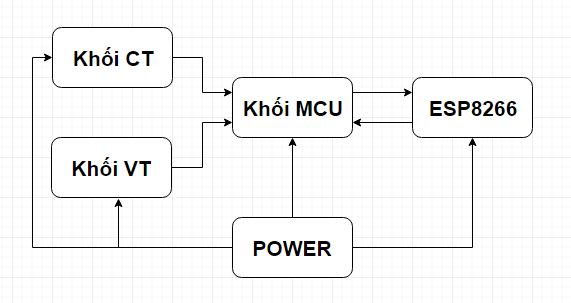 Khối CT
Khối MCU
ESP8266
Khối VT
POWER